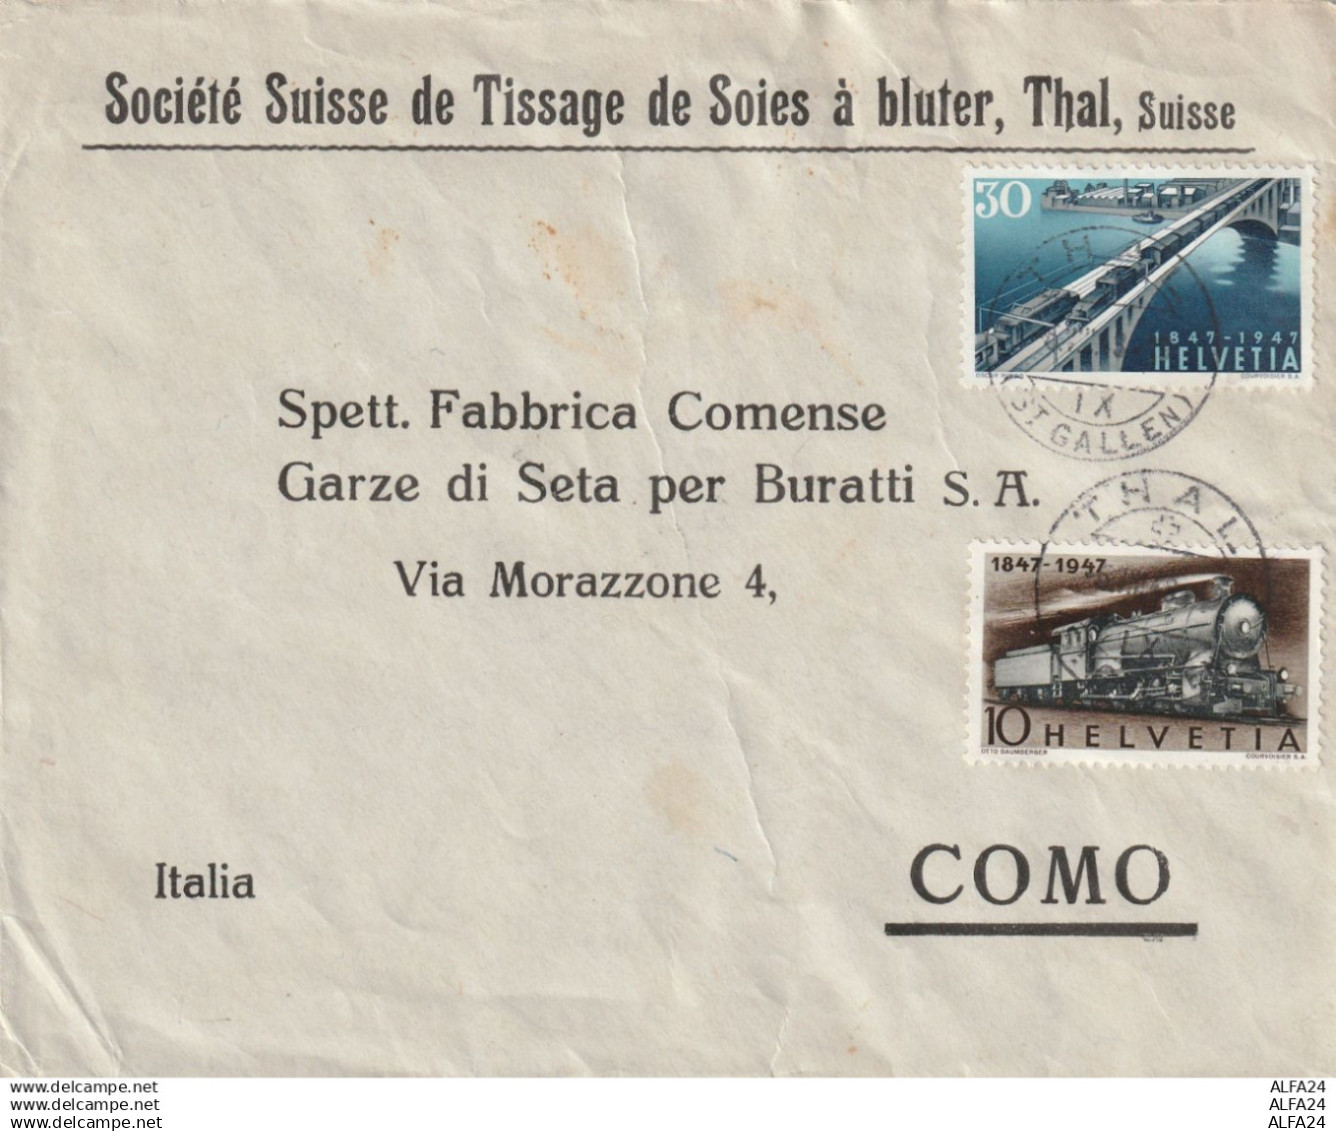 Société Suisse de Tissage de Soies à bluter, Thal, Suisse
30
1847-1947
HELVETIA
COURVOISIER S.A.
THAL
IX
(ST GALLEN)
Spett. Fabbrica Comense
Garze di Seta per Buratti S. A.
Via Morazzone 4,
THAL
1847-1947
IX
10 HELVETIA
OTTO BAUMBERGER COURVOISIER S.A.
Italia
COMO
www.delcampe.net ALFA24
www.delcampe.net ALFA24
www.delcampe.net ALFA24